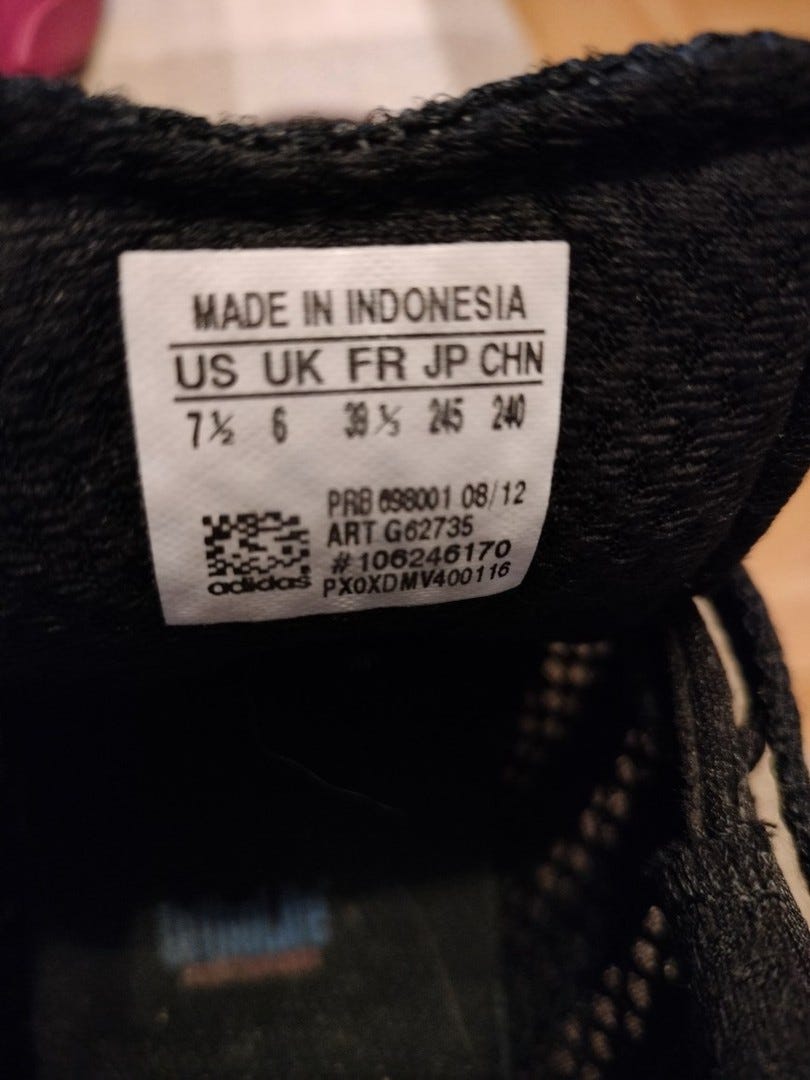 MADE IN INDONESIA
US UK FR JP CHN
7½ 6 39⅓ 245 240
PRB 698001 08/12
ART G62735
#106246170
adidas PX0XDMV400116